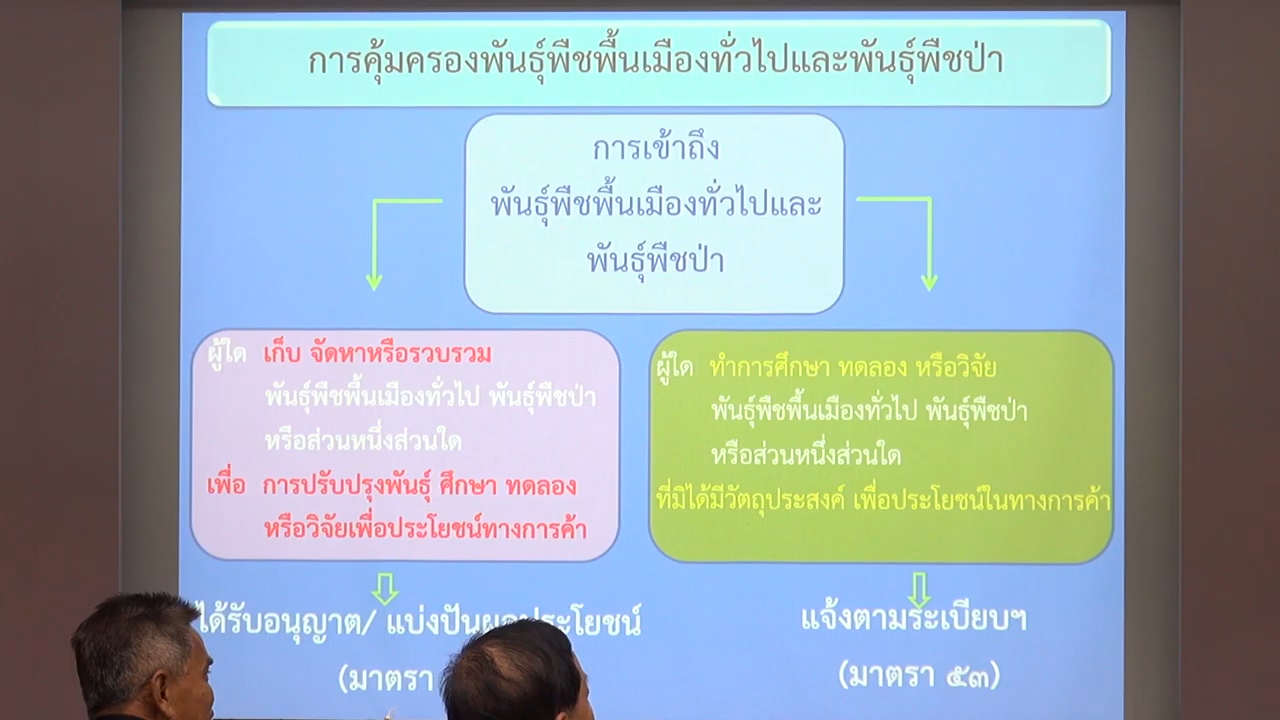 การคุ้มครองพันธุ์พืชพื้นเมืองทั่วไปและพันธุ์พืชป่า
การเข้าถึง
พันธุ์พืชพื้นเมืองทั่วไปและ
พันธุ์พืชป่า
ผู้ใด เก็บ จัดหาหรือรวบรวม
พันธุ์พืชพื้นเมืองทั่วไป พันธุ์พืชป่า
หรือส่วนหนึ่งส่วนใด
เพื่อ การปรับปรุงพันธุ์ ศึกษา ทดลอง
หรือวิจัยเพื่อประโยชน์ทางการค้า
ได้รับอนุญาต/ แบ่งปันผลประโยชน์
(มาตรา
ผู้ใด ทำการศึกษา ทดลอง หรือวิจัย
พันธุ์พืชพื้นเมืองทั่วไป พันธุ์พืชป่า
หรือส่วนหนึ่งส่วนใด
ที่มิได้มีวัตถุประสงค์ เพื่อประโยชน์ในทางการค้า
แจ้งตามระเบียบฯ
(มาตรา ๕๓)